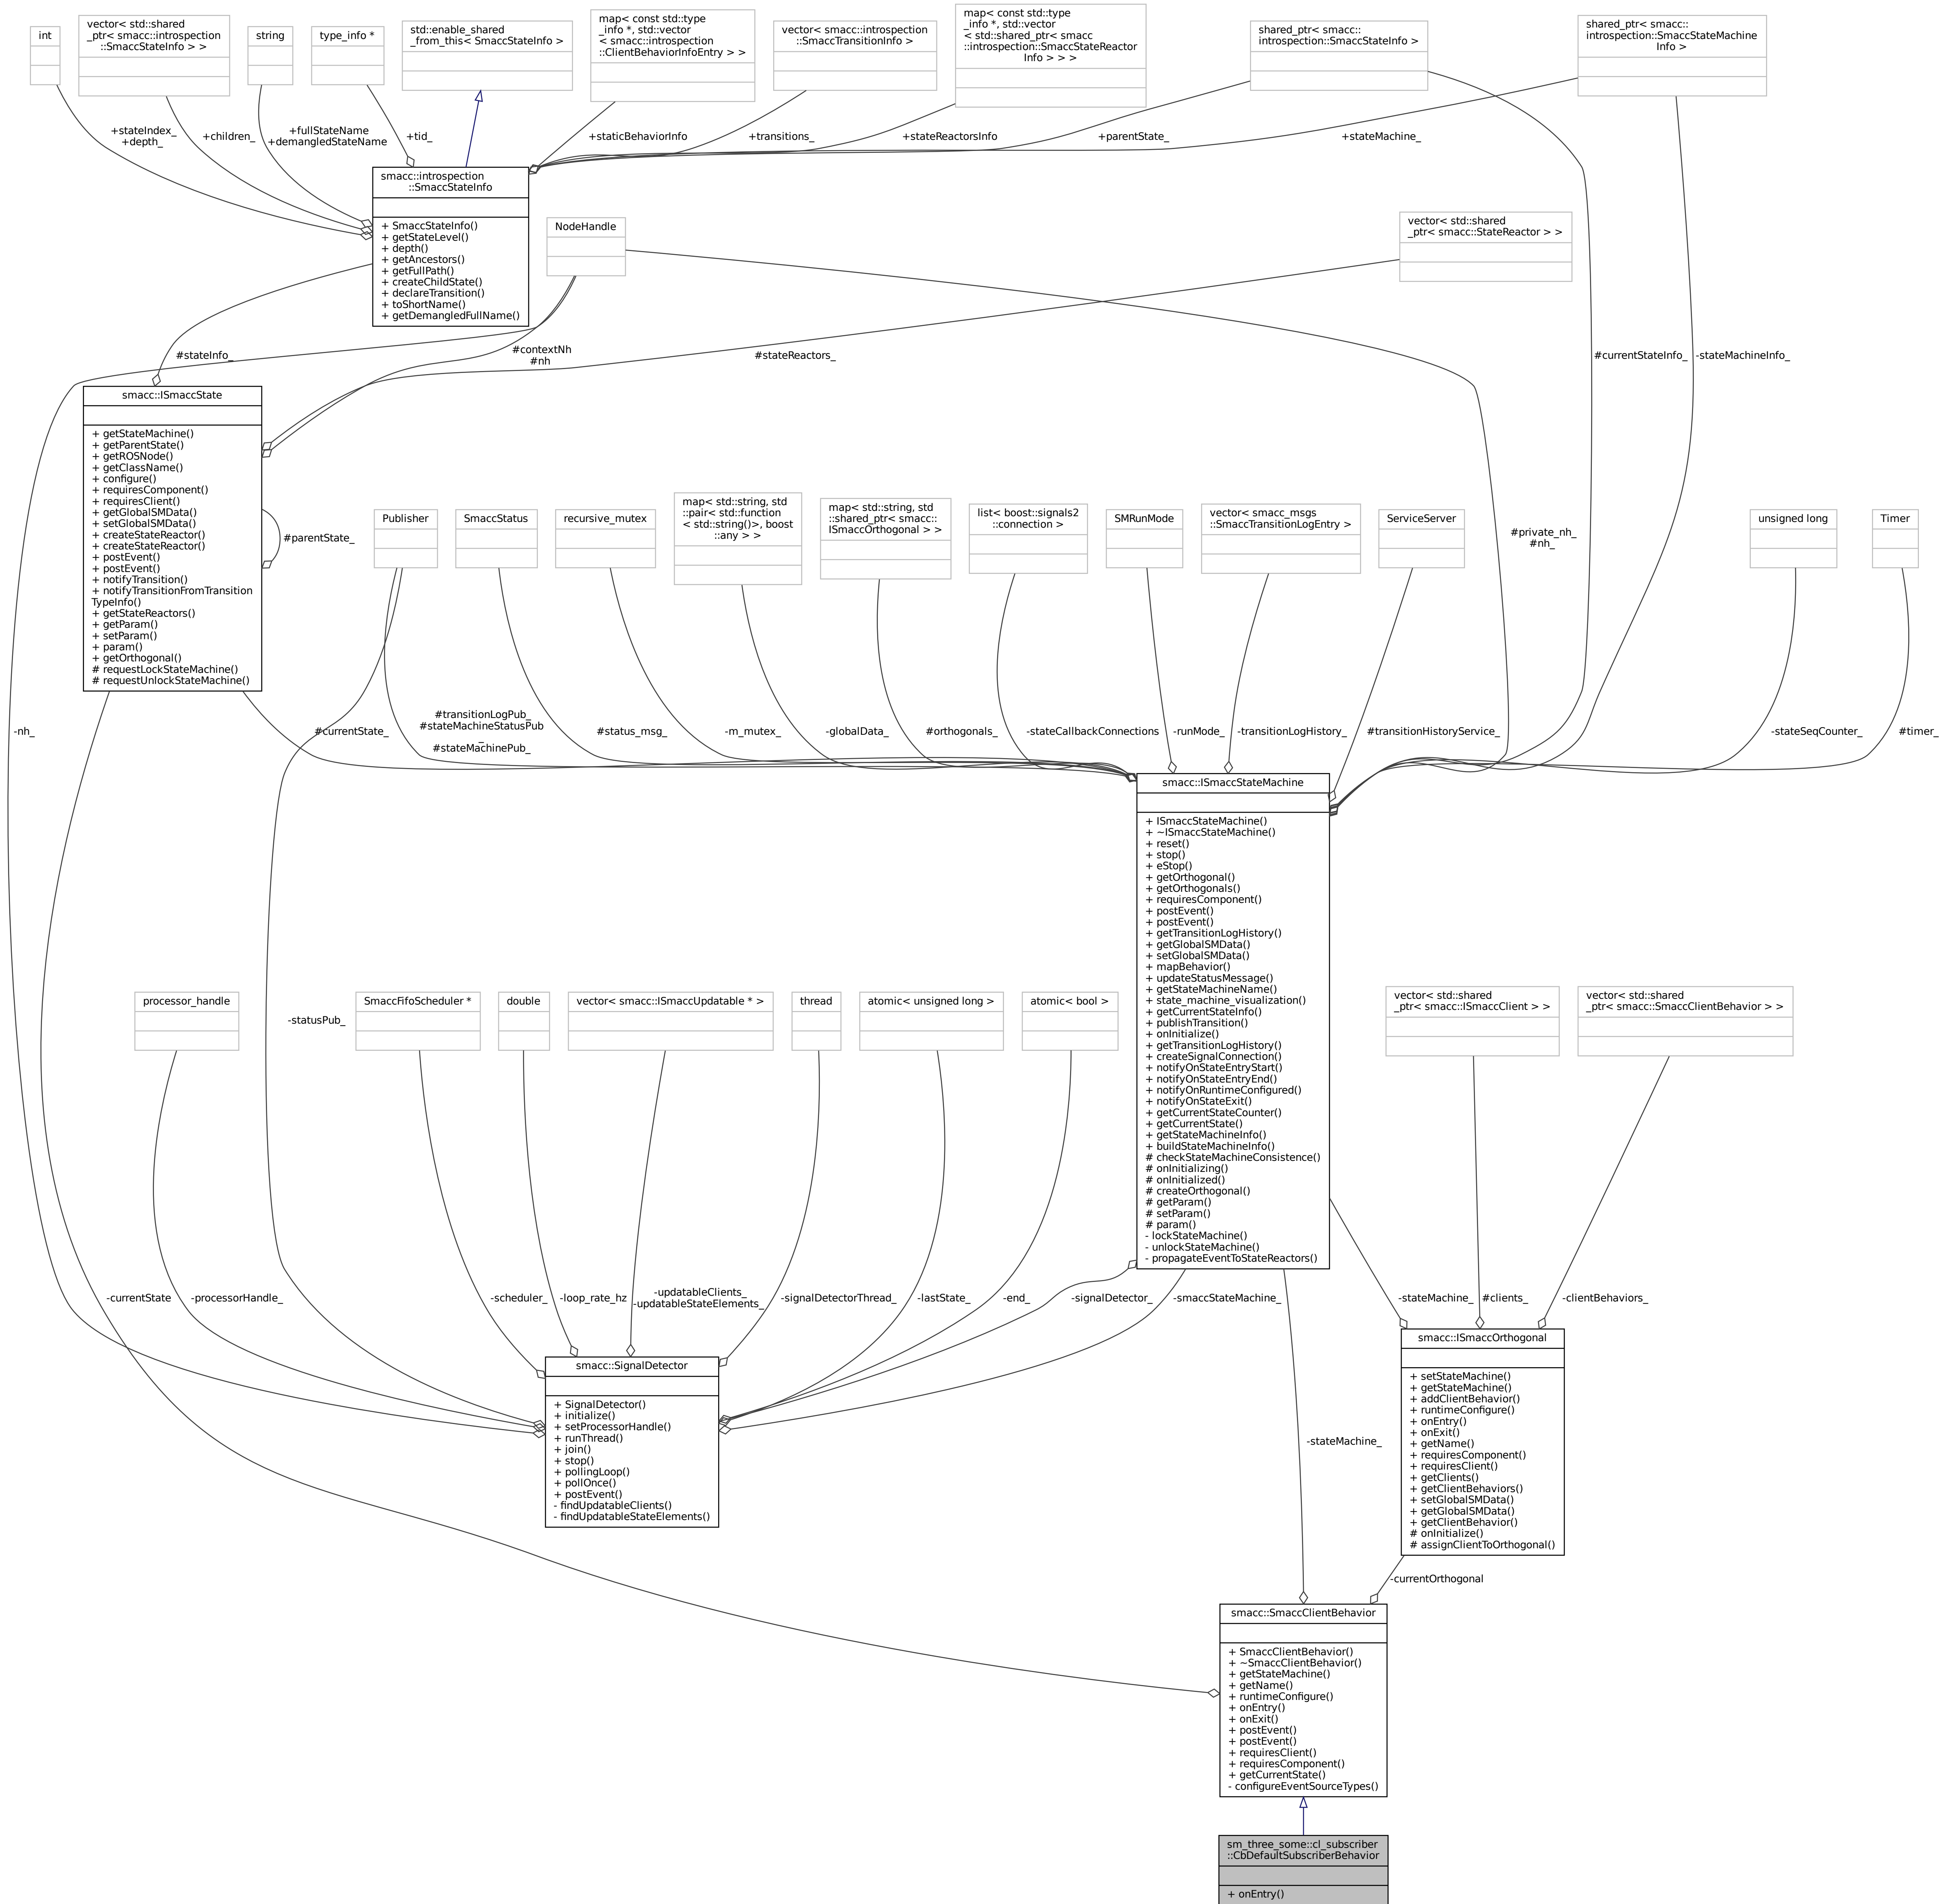 int
vector< std::shared
_ptr< smacc::introspection
::SmaccStateInfo > >
string
type_info *
std::enable_shared
_from_this< SmaccStateInfo >
map< const std::type
_info *, std::vector
< smacc::introspection
::ClientBehaviorInfoEntry > >
vector< smacc::introspection
::SmaccTransitionInfo >
map< const std::type
_info *, std::vector
< std::shared_ptr< smacc
::introspection::SmaccStateReactor
Info > > >
shared_ptr< smacc::
introspection::SmaccStateInfo >
shared_ptr< smacc::
introspection::SmaccStateMachine
Info >
+stateIndex_
+depth_
+children_
+fullStateName
+demangledStateName
+tid_
+staticBehaviorInfo
+transitions_
+stateReactorsInfo
+parentState_
+stateMachine_
smacc::introspection
::SmaccStateInfo
+ SmaccStateInfo()
+ getStateLevel()
+ depth()
+ getAncestors()
+ getFullPath()
+ createChildState()
+ declareTransition()
+ toShortName()
+ getDemangledFullName()
NodeHandle
vector< std::shared
_ptr< smacc::StateReactor > >
#stateInfo_
#contextNh
#nh
#stateReactors_
#currentStateInfo_
-stateMachineInfo_
smacc::ISmaccState
+ getStateMachine()
+ getParentState()
+ getROSNode()
+ getClassName()
+ configure()
+ requiresComponent()
+ requiresClient()
+ getGlobalSMData()
+ setGlobalSMData()
+ createStateReactor()
+ createStateReactor()
+ postEvent()
+ postEvent()
+ notifyTransition()
+ notifyTransitionFromTransition
TypeInfo()
+ getStateReactors()
+ getParam()
+ setParam()
+ param()
+ getOrthogonal()
# requestLockStateMachine()
# requestUnlockStateMachine()
#parentState_
Publisher
SmaccStatus
recursive_mutex
map< std::string, std
::pair< std::function
< std::string()>, boost
::any > >
map< std::string, std
::shared_ptr< smacc::
ISmaccOrthogonal > >
list< boost::signals2
::connection >
SMRunMode
vector< smacc_msgs
::SmaccTransitionLogEntry >
ServiceServer
#private_nh_
#nh_
unsigned long
Timer
-nh_
#currentState_
#transitionLogPub_
#stateMachineStatusPub
_
#stateMachinePub_
#status_msg_
-m_mutex_
-globalData_
#orthogonals_
-stateCallbackConnections
-runMode_
-transitionLogHistory_
#transitionHistoryService_
-stateSeqCounter_
#timer_
smacc::ISmaccStateMachine
+ ISmaccStateMachine()
+ ~ISmaccStateMachine()
+ reset()
+ stop()
+ eStop()
+ getOrthogonal()
+ getOrthogonals()
+ requiresComponent()
+ postEvent()
+ postEvent()
+ getTransitionLogHistory()
+ getGlobalSMData()
+ setGlobalSMData()
+ mapBehavior()
+ updateStatusMessage()
+ getStateMachineName()
+ state_machine_visualization()
+ getCurrentStateInfo()
+ publishTransition()
+ onInitialize()
+ getTransitionLogHistory()
+ createSignalConnection()
+ notifyOnStateEntryStart()
+ notifyOnStateEntryEnd()
+ notifyOnRuntimeConfigured()
+ notifyOnStateExit()
+ getCurrentStateCounter()
+ getCurrentState()
+ getStateMachineInfo()
+ buildStateMachineInfo()
# checkStateMachineConsistence()
# onInitializing()
# onInitialized()
# createOrthogonal()
# getParam()
# setParam()
# param()
- lockStateMachine()
- unlockStateMachine()
- propagateEventToStateReactors()
processor_handle
-statusPub_
SmaccFifoScheduler *
double
vector< smacc::ISmaccUpdatable * >
thread
atomic< unsigned long >
atomic< bool >
vector< std::shared
_ptr< smacc::ISmaccClient > >
vector< std::shared
_ptr< smacc::SmaccClientBehavior > >
-currentState
-processorHandle_
-scheduler_
-loop_rate_hz
-updatableClients_
-updatableStateElements_
-signalDetectorThread_
-lastState_
-end_
-signalDetector_
-smaccStateMachine_
-stateMachine_
#clients_
-clientBehaviors_
smacc::SignalDetector
+ SignalDetector()
+ initialize()
+ setProcessorHandle()
+ runThread()
+ join()
+ stop()
+ pollingLoop()
+ pollOnce()
+ postEvent()
- findUpdatableClients()
- findUpdatableStateElements()
-stateMachine_
smacc::ISmaccOrthogonal
+ setStateMachine()
+ getStateMachine()
+ addClientBehavior()
+ runtimeConfigure()
+ onEntry()
+ onExit()
+ getName()
+ requiresComponent()
+ requiresClient()
+ getClients()
+ getClientBehaviors()
+ setGlobalSMData()
+ getGlobalSMData()
+ getClientBehavior()
# onInitialize()
# assignClientToOrthogonal()
-currentOrthogonal
smacc::SmaccClientBehavior
+ SmaccClientBehavior()
+ ~SmaccClientBehavior()
+ getStateMachine()
+ getName()
+ runtimeConfigure()
+ onEntry()
+ onExit()
+ postEvent()
+ postEvent()
+ requiresClient()
+ requiresComponent()
+ getCurrentState()
- configureEventSourceTypes()
sm_three_some::cl_subscriber
::CbDefaultSubscriberBehavior
+ onEntry()